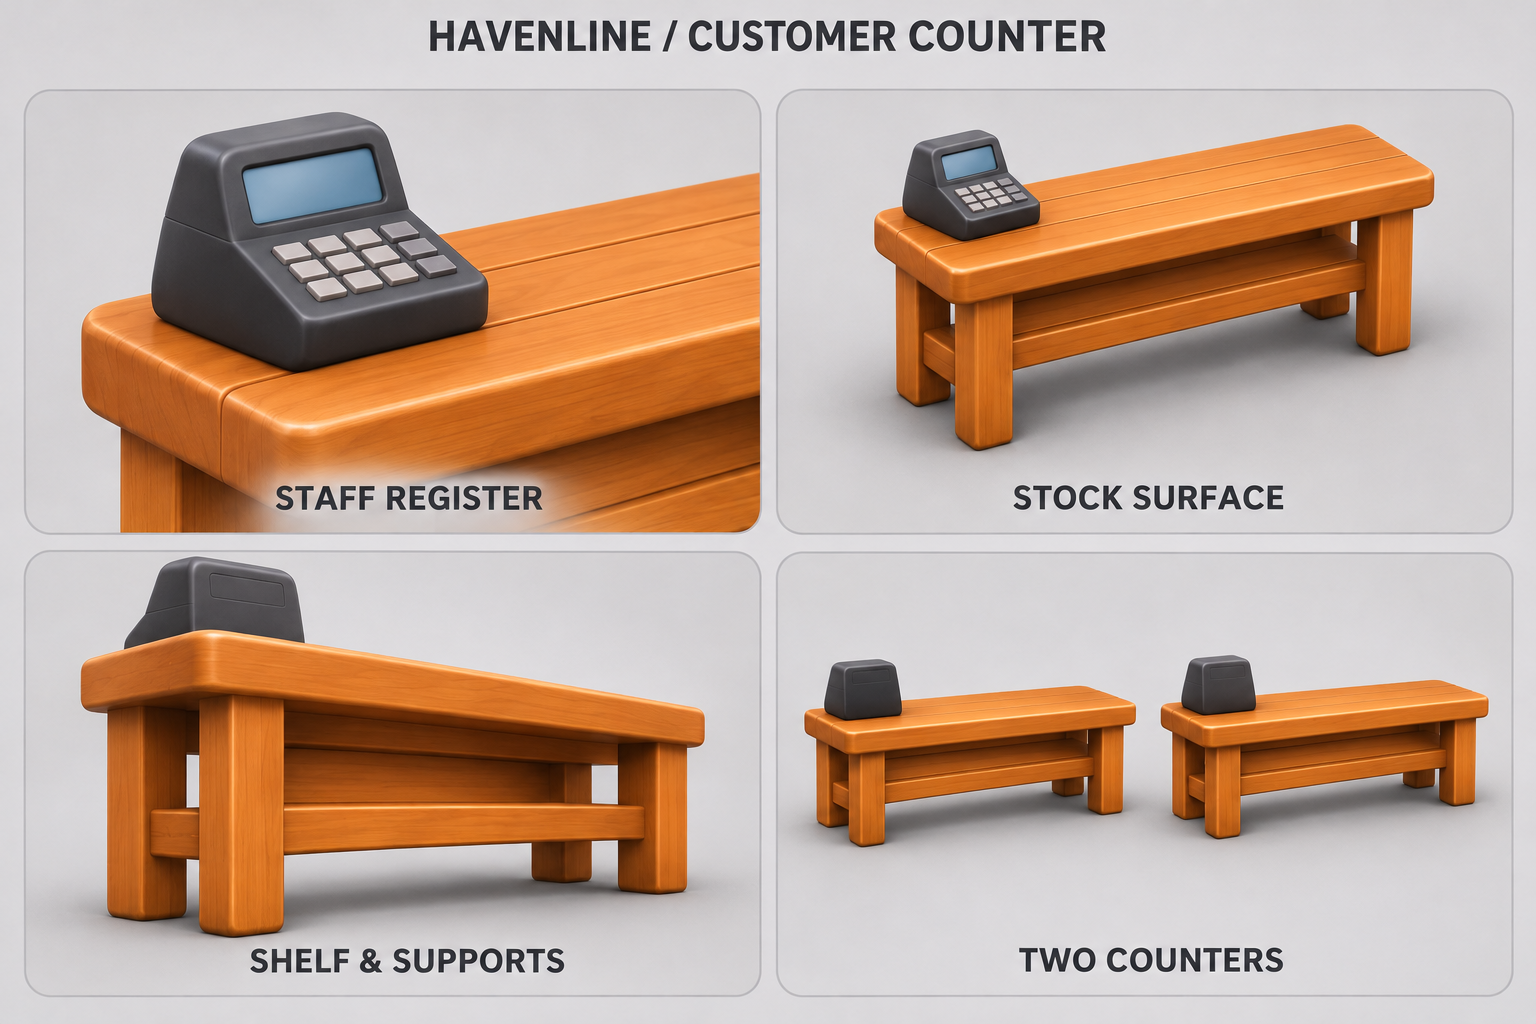 HAVENLINE / CUSTOMER COUNTER
STAFF REGISTER
STOCK SURFACE
SHELF & SUPPORTS
TWO COUNTERS